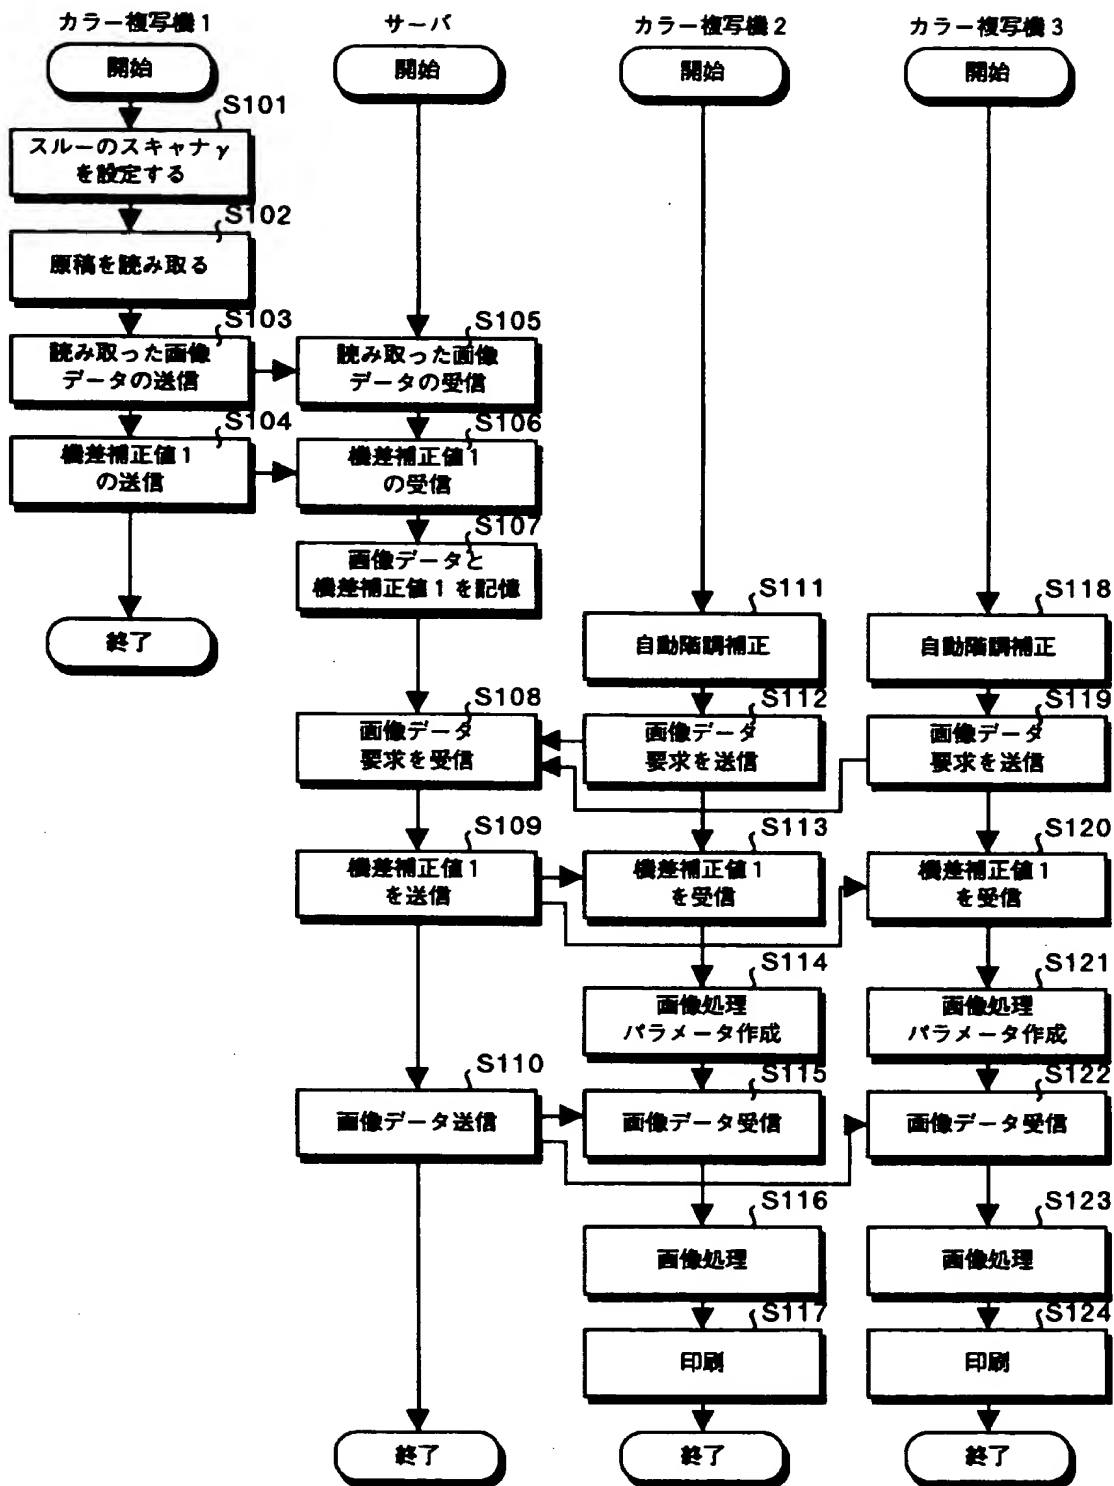 カラー複写機1
サーバ
カラー複写機2
カラー複写機3
開始
開始
開始
開始
S101
スルーのスキャナγ
を設定する
S102
原稿を読み取る
S103
読み取った画像
データの送信
S105
読み取った画像
データの受信
S104
機差補正値1
の送信
S106
機差補正値1
の受信
S107
画像データと
機差補正値1を記憶
終了
S111
自動階調補正
S118
自動階調補正
S108
画像データ
要求を受信
S112
画像データ
要求を送信
S119
画像データ
要求を送信
S109
機差補正値1
を送信
S113
機差補正値1
を受信
S120
機差補正値1
を受信
S114
画像処理
パラメータ作成
S121
画像処理
パラメータ作成
S110
画像データ送信
S115
画像データ受信
S122
画像データ受信
S116
画像処理
S123
画像処理
S117
印刷
S124
印刷
終了
終了
終了